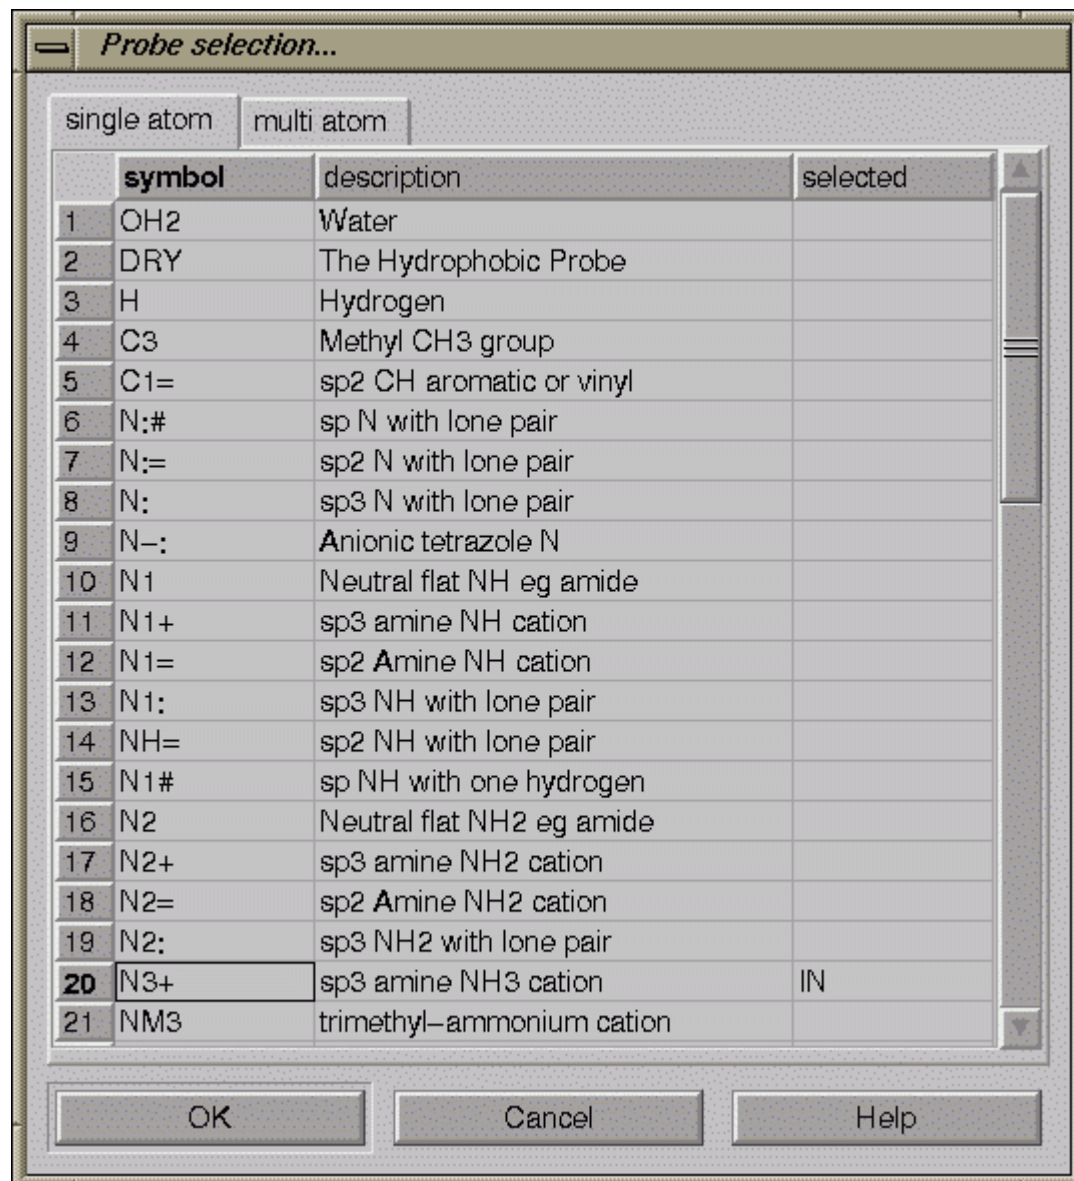 Probe selection...
single atom multi atom
symbol description selected
1 OH2 Water
2 DRY The Hydrophobic Probe
3 H Hydrogen
4 C3 Methyl CH3 group
5 C1= sp2 CH aromatic or vinyl
6 N:# sp N with lone pair
7 N:= sp2 N with lone pair
8 N: sp3 N with lone pair
9 N−: Anionic tetrazole N
10 N1 Neutral flat NH eg amide
11 N1+ sp3 amine NH cation
12 N1= sp2 Amine NH cation
13 N1: sp3 NH with lone pair
14 NH= sp2 NH with lone pair
15 N1# sp NH with one hydrogen
16 N2 Neutral flat NH2 eg amide
17 N2+ sp3 amine NH2 cation
18 N2= sp2 Amine NH2 cation
19 N2: sp3 NH2 with lone pair
20 N3+ sp3 amine NH3 cation IN
21 NM3 trimethyl−ammonium cation
OK Cancel Help